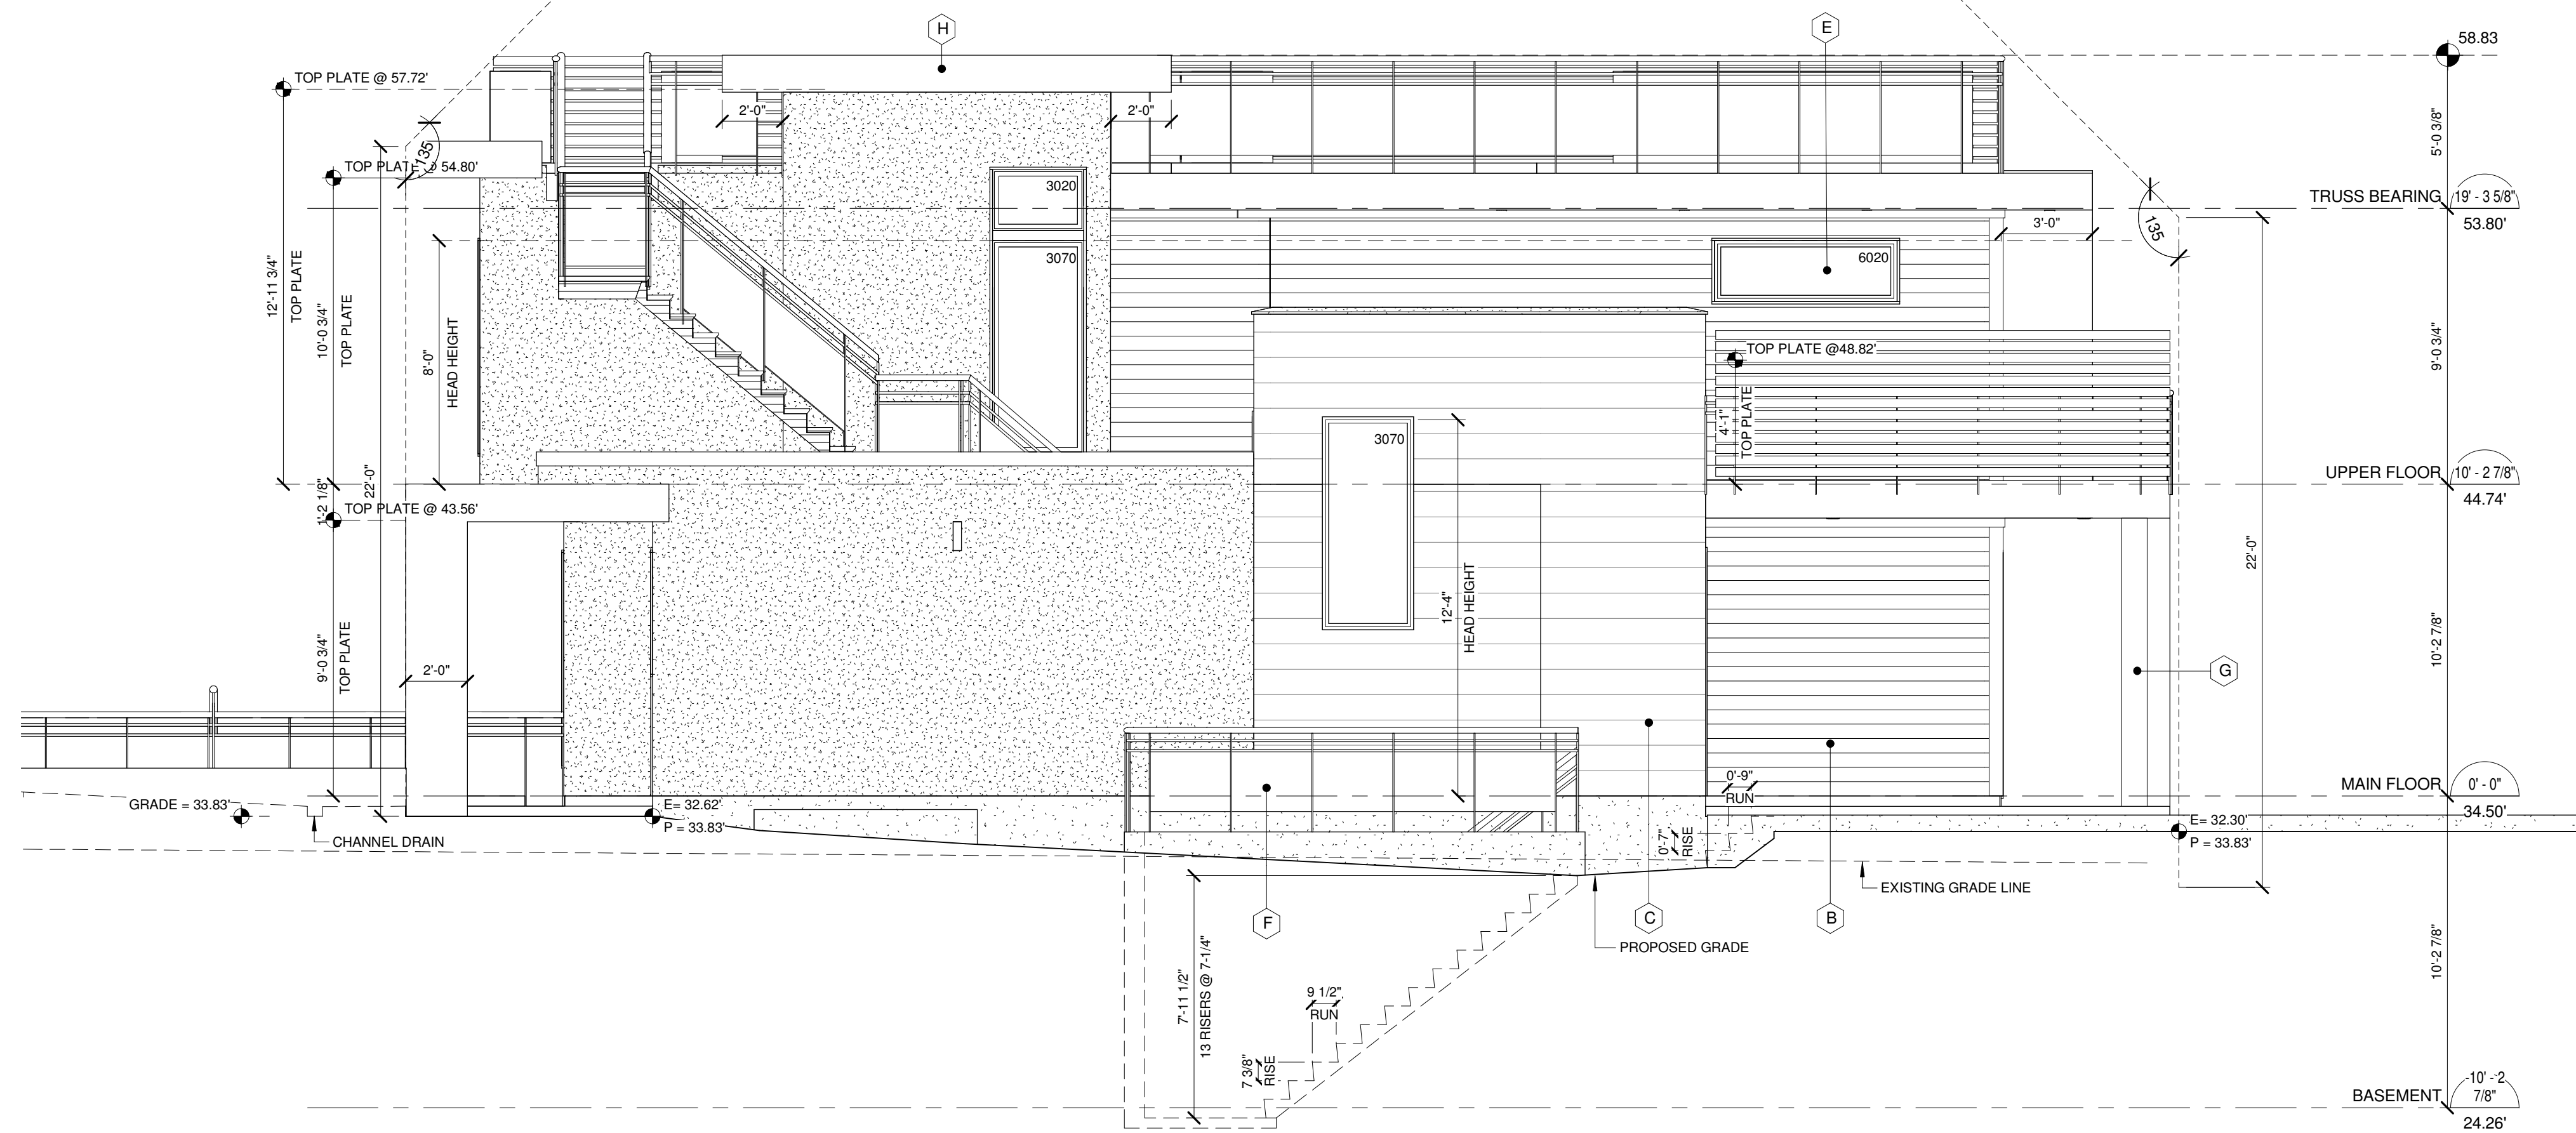 H
E
58.83
TOP PLATE @ 57.72'
2'-0"
2'-0"
5'-0 3/8"
135
TOP PLATE @ 54.80'
3020
TRUSS BEARING
19' - 3 5/8"
53.80'
3'-0"
135
3070
6020
12'-11 3/4"
TOP PLATE
10'-0 3/4"
TOP PLATE
8'-0"
HEAD HEIGHT
TOP PLATE @48.82'
9'-0 3/4"
4'-1"
TOP PLATE
3070
UPPER FLOOR
10' - 2 7/8"
44.74'
1'-2 1/8"
22'-0"
TOP PLATE @ 43.56'
22'-0"
12'-4"
HEAD HEIGHT
9'-0 3/4"
TOP PLATE
2'-0"
10'-2 7/8"
G
0'-9"
RUN
MAIN FLOOR
0' - 0"
34.50'
GRADE = 33.83'
E= 32.62'
P = 33.83'
CHANNEL DRAIN
0'-7"
RISE
E= 32.30'
P = 33.83'
EXISTING GRADE LINE
F
C
B
PROPOSED GRADE
7'-11 1/2"
13 RISERS @ 7-1/4"
9 1/2"
RUN
7 3/8"
RISE
10'-2 7/8"
BASEMENT
-10' - 2
7/8"
24.26'